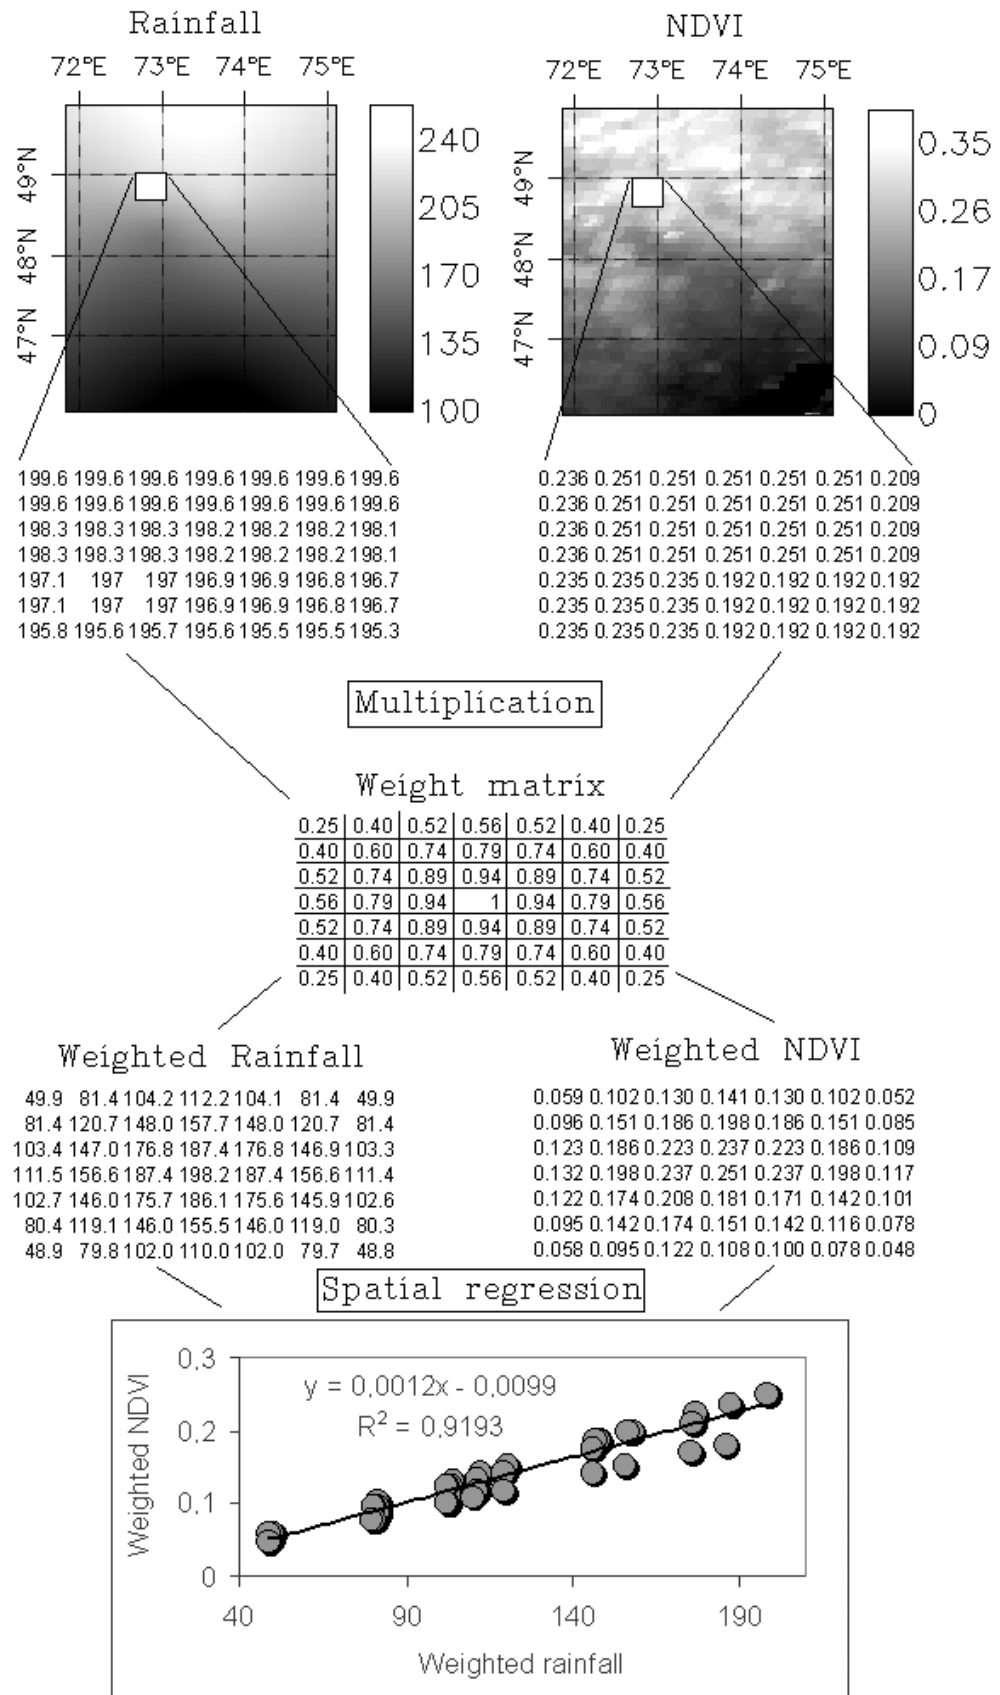 Rainfall
NDVI
72°E 73°E 74°E 75°E
72°E 73°E 74°E 75°E
49°N
48°N
47°N
240
205
170
135
100
49°N
48°N
47°N
0.35
0.26
0.17
0.09
0
199.6 199.6 199.6 199.6 199.6 199.6 199.6
199.6 199.6 199.6 199.6 199.6 199.6 199.6
198.3 198.3 198.3 198.2 198.2 198.2 198.1
198.3 198.3 198.3 198.2 198.2 198.2 198.1
197.1 197 197 196.9 196.9 196.8 196.7
197.1 197 197 196.9 196.9 196.8 196.7
195.8 195.6 195.7 195.6 195.5 195.5 195.3
0.236 0.251 0.251 0.251 0.251 0.251 0.209
0.236 0.251 0.251 0.251 0.251 0.251 0.209
0.236 0.251 0.251 0.251 0.251 0.251 0.209
0.236 0.251 0.251 0.251 0.251 0.251 0.209
0.235 0.235 0.235 0.192 0.192 0.192 0.192
0.235 0.235 0.235 0.192 0.192 0.192 0.192
0.235 0.235 0.235 0.192 0.192 0.192 0.192
Multiplication
Weight matrix
0.25 0.40 0.52 0.56 0.52 0.40 0.25
0.40 0.60 0.74 0.79 0.74 0.60 0.40
0.52 0.74 0.89 0.94 0.89 0.74 0.52
0.56 0.79 0.94 1 0.94 0.79 0.56
0.52 0.74 0.89 0.94 0.89 0.74 0.52
0.40 0.60 0.74 0.79 0.74 0.60 0.40
0.25 0.40 0.52 0.56 0.52 0.40 0.25
Weighted Rainfall
49.9 81.4 104.2 112.2 104.1 81.4 49.9
81.4 120.7 148.0 157.7 148.0 120.7 81.4
103.4 147.0 176.8 187.4 176.8 146.9 103.3
111.5 156.6 187.4 198.2 187.4 156.6 111.4
102.7 146.0 175.7 186.1 175.6 145.9 102.6
80.4 119.1 146.0 155.5 146.0 119.0 80.3
48.9 79.8 102.0 110.0 102.0 79.7 48.8
Weighted NDVI
0.059 0.102 0.130 0.141 0.130 0.102 0.052
0.096 0.151 0.186 0.198 0.186 0.151 0.085
0.123 0.186 0.223 0.237 0.223 0.186 0.109
0.132 0.198 0.237 0.251 0.237 0.198 0.117
0.122 0.174 0.208 0.181 0.171 0.142 0.101
0.095 0.142 0.174 0.151 0.142 0.116 0.078
0.058 0.095 0.122 0.108 0.100 0.078 0.048
Spatial regression
Weighted NDVI
0,3
0,2
0,1
0
y = 0,0012x - 0,0099
R² = 0,9193
40 90 140 190
Weighted rainfall